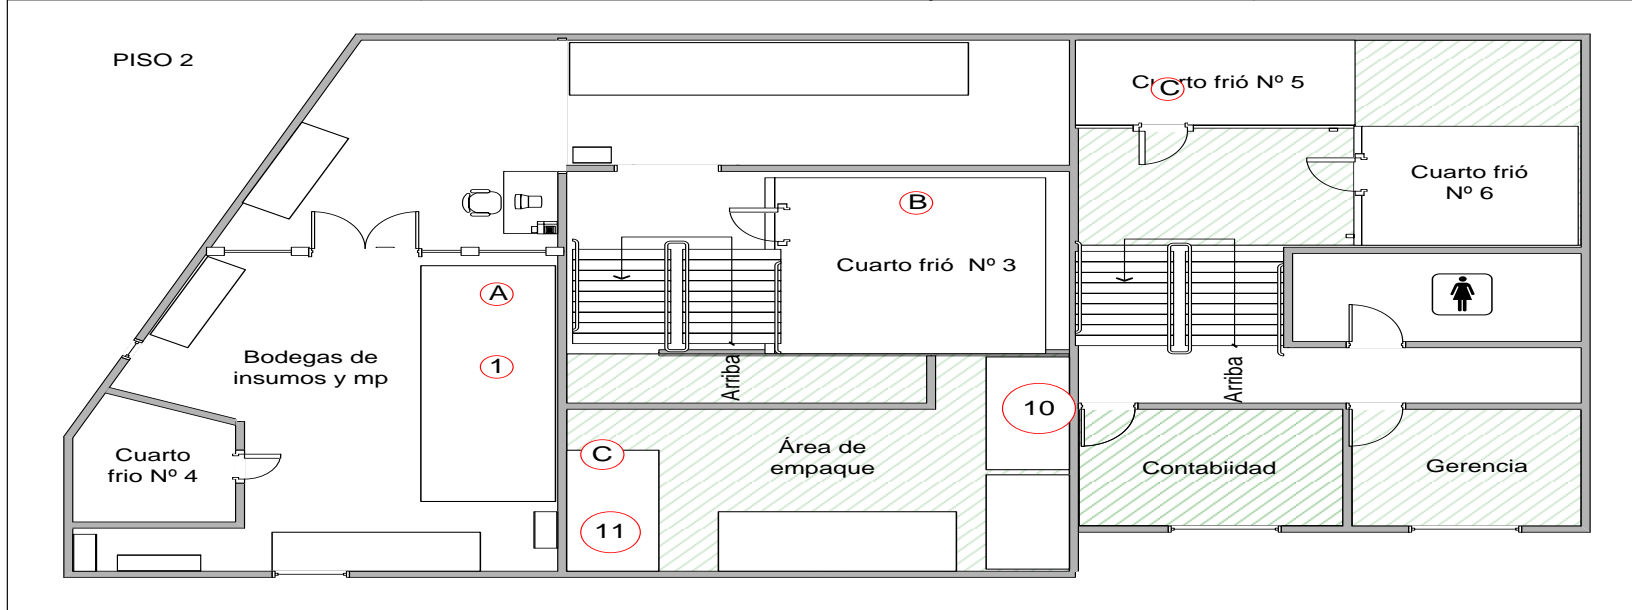 PISO 2
Cuarto frió Nº 5
C
Cuarto frió
Nº 6
B
Cuarto frió Nº 3
A
1
Bodegas de
insumos y mp
Arriba
Arriba
10
Cuarto
frio Nº 4
C
11
Área de
empaque
Contabiidad
Gerencia